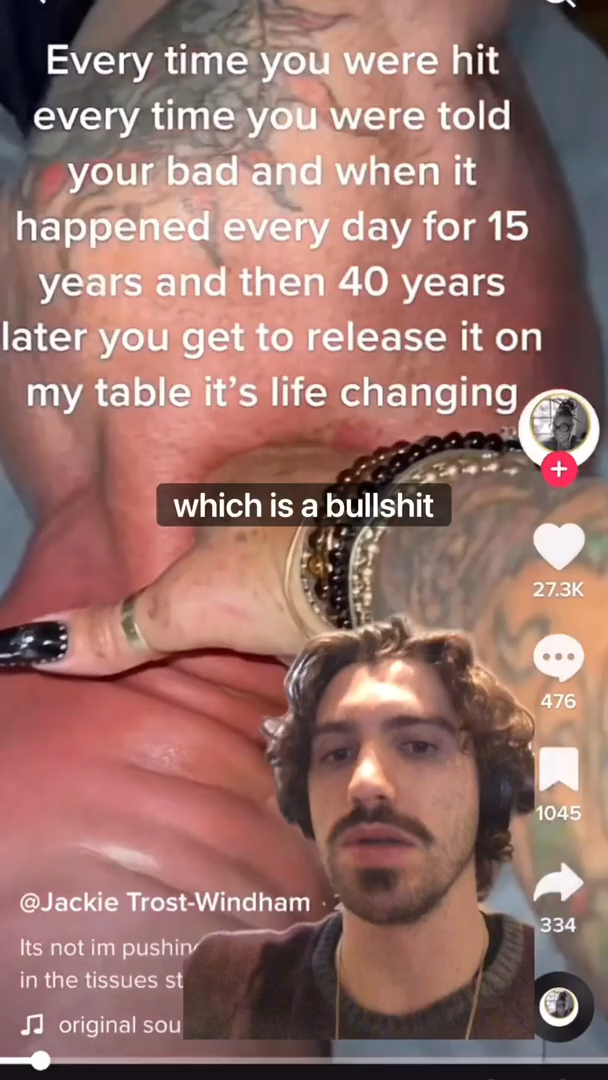 Every time you were hit
every time you were told
your bad and when it
happened every day for 15
years and then 40 years
later you get to release it on
my table it's life changing
which is a bullshit
27.3K
476
1045
334
@Jackie Trost-Windham ·
Its not im pushing
in the tissues st
original sou